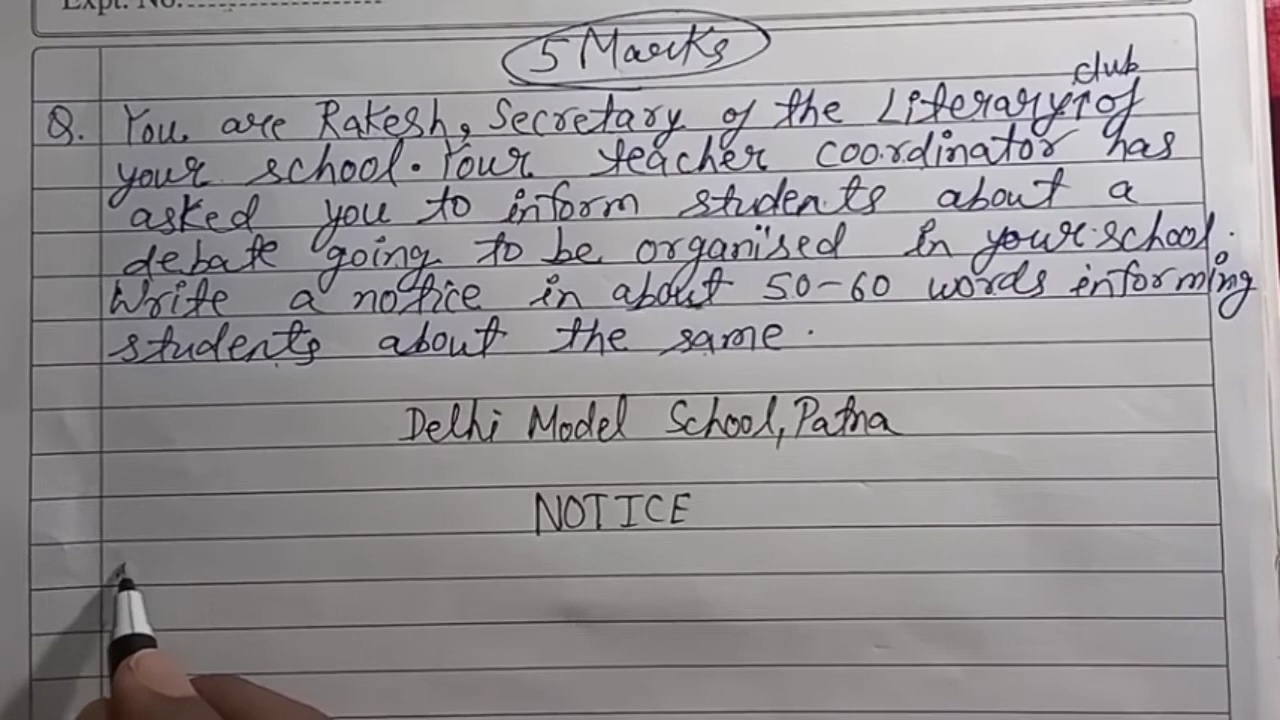 Expt. No.
5 Marks
club
Q. You are Rakesh, Secretary of the Literary↑ of
your school. Your teacher coordinator has
asked you to inform students about a
debate going to be organised in your school.
Write a notice in about 50-60 words informing
students about the same.
Delhi Model School, Patna
NOTICE